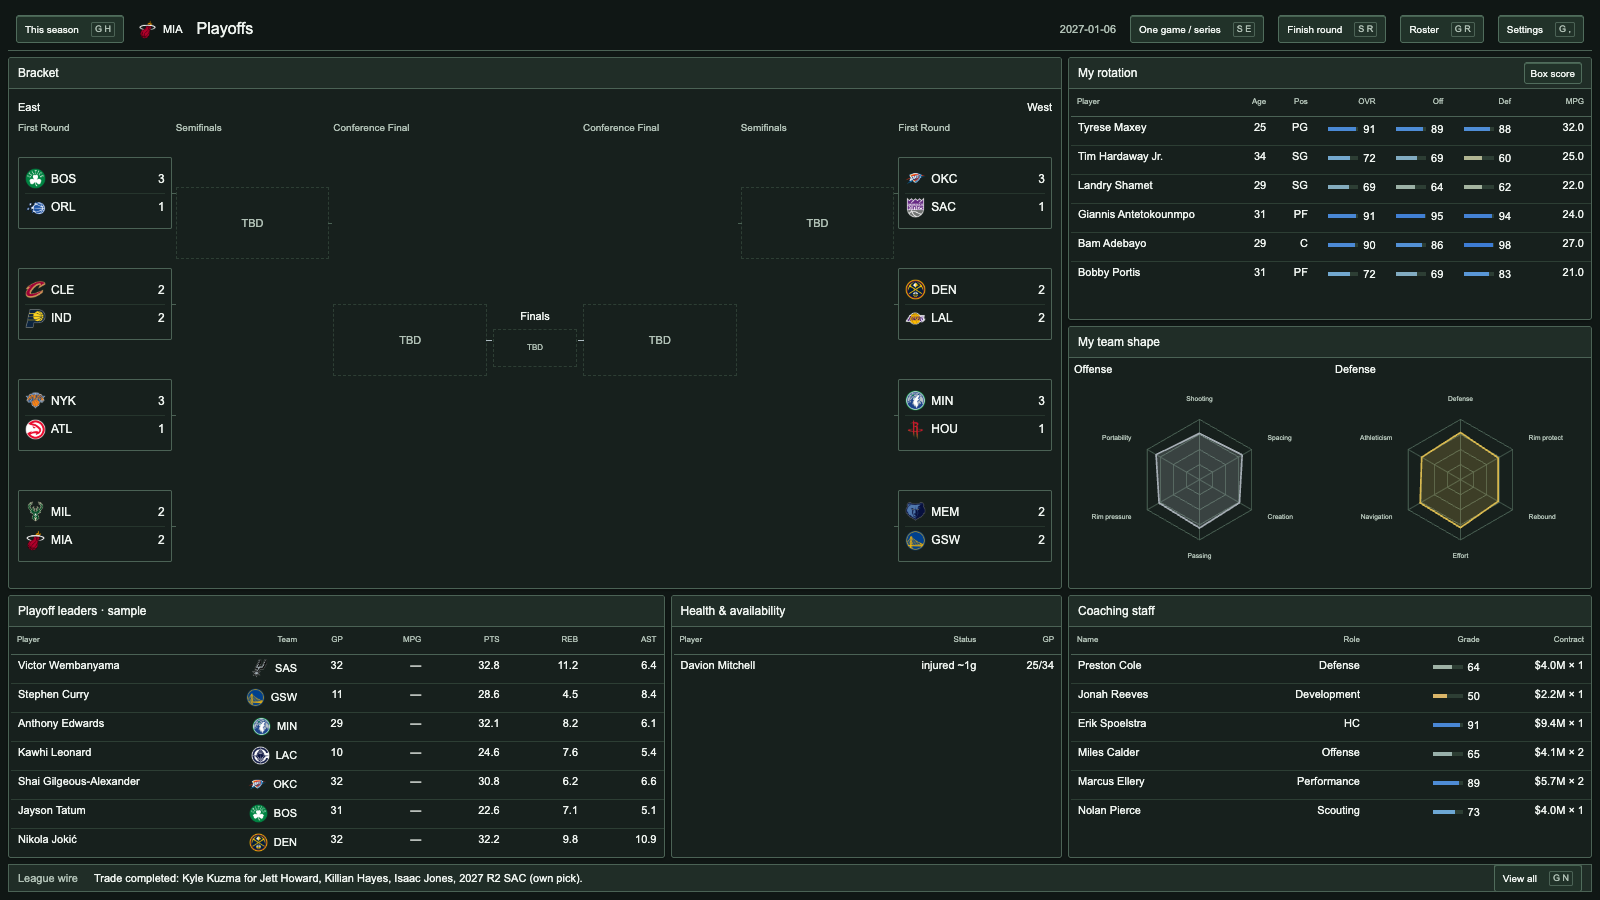 This season G H MIA Playoffs 2027-01-06 One game / series S E Finish round S R Roster G R Settings G ,
Bracket
East West
First Round Semifinals Conference Final Conference Final Semifinals First Round
BOS 3
ORL 1
CLE 2
IND 2
NYK 3
ATL 1
MIL 2
MIA 2
TBD
TBD
Finals
TBD
TBD
TBD
OKC 3
SAC 1
DEN 2
LAL 2
MIN 3
HOU 1
MEM 2
GSW 2
My rotation Box score
Player Age Pos OVR Off Def MPG
Tyrese Maxey 25 PG 91 89 88 32.0
Tim Hardaway Jr. 34 SG 72 69 60 25.0
Landry Shamet 29 SG 69 64 62 22.0
Giannis Antetokounmpo 31 PF 91 95 94 24.0
Bam Adebayo 29 C 90 86 98 27.0
Bobby Portis 31 PF 72 69 83 21.0
My team shape
Offense
Shooting
Portability Spacing
Rim pressure Creation
Passing
Defense
Defense
Athleticism Rim protect
Navigation Rebound
Effort
Playoff leaders · sample
Player Team GP MPG PTS REB AST
Victor Wembanyama SAS 32 — 32.8 11.2 6.4
Stephen Curry GSW 11 — 28.6 4.5 8.4
Anthony Edwards MIN 29 — 32.1 8.2 6.1
Kawhi Leonard LAC 10 — 24.6 7.6 5.4
Shai Gilgeous-Alexander OKC 32 — 30.8 6.2 6.6
Jayson Tatum BOS 31 — 22.6 7.1 5.1
Nikola Jokić DEN 32 — 32.2 9.8 10.9
Health & availability
Player Status GP
Davion Mitchell injured ~1g 25/34
Coaching staff
Name Role Grade Contract
Preston Cole Defense 64 $4.0M × 1
Jonah Reeves Development 50 $2.2M × 1
Erik Spoelstra HC 91 $9.4M × 1
Miles Calder Offense 65 $4.1M × 2
Marcus Ellery Performance 89 $5.7M × 2
Nolan Pierce Scouting 73 $4.0M × 1
League wire Trade completed: Kyle Kuzma for Jett Howard, Killian Hayes, Isaac Jones, 2027 R2 SAC (own pick). View all G N